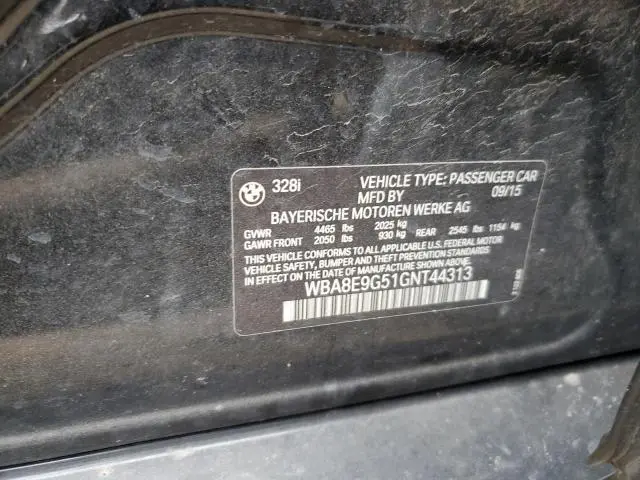 328i
VEHICLE TYPE: PASSENGER CAR
MFD BY 09/15
BAYERISCHE MOTOREN WERKE AG
GVWR 4465 lbs 2025 kg
GAWR FRONT 2050 lbs 930 kg REAR 2545 lbs 1154 kg
THIS VEHICLE CONFORMS TO ALL APPLICABLE U.S. FEDERAL MOTOR
VEHICLE SAFETY, BUMPER, AND THEFT PREVENTION STANDARDS
IN EFFECT ON THE DATE OF MANUFACTURE SHOWN ABOVE.
WBA8E9G51GNT44313